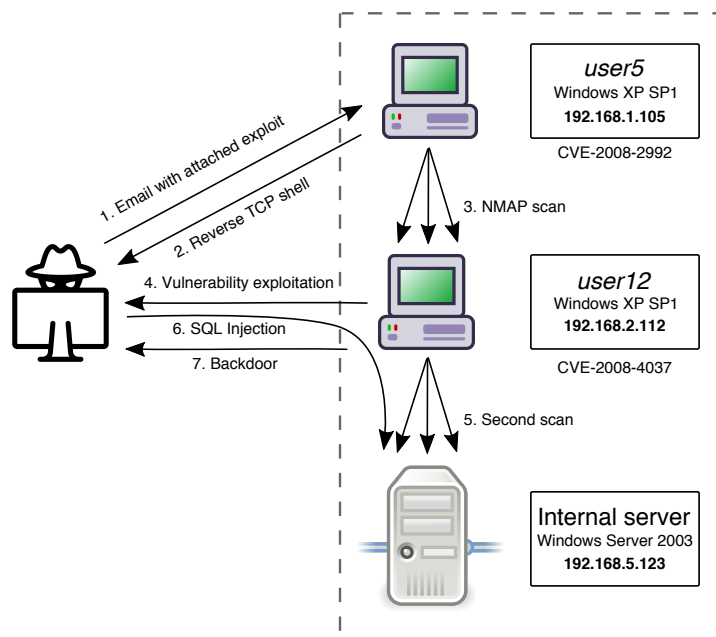 user5
Windows XP SP1
192.168.1.105
CVE-2008-2992
1. Email with attached exploit
2. Reverse TCP shell
3. NMAP scan
user12
Windows XP SP1
192.168.2.112
CVE-2008-4037
4. Vulnerability exploitation
6. SQL Injection
7. Backdoor
5. Second scan
Internal server
Windows Server 2003
192.168.5.123